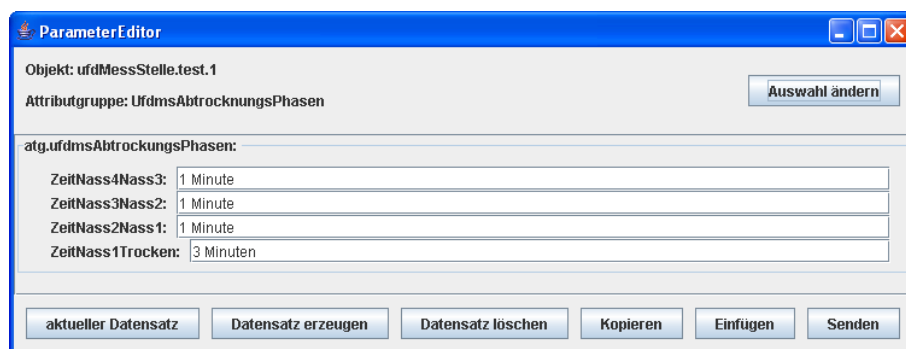 ParameterEditor
Objekt: ufdMessStelle.test.1
Auswahl ändern
Attributgruppe: UfdmsAbtrocknungsPhasen
atg.ufdmsAbtrockungsPhasen:
ZeitNass4Nass3: 1 Minute
ZeitNass3Nass2: 1 Minute
ZeitNass2Nass1: 1 Minute
ZeitNass1Trocken: 3 Minuten
aktueller Datensatz Datensatz erzeugen Datensatz löschen Kopieren Einfügen Senden